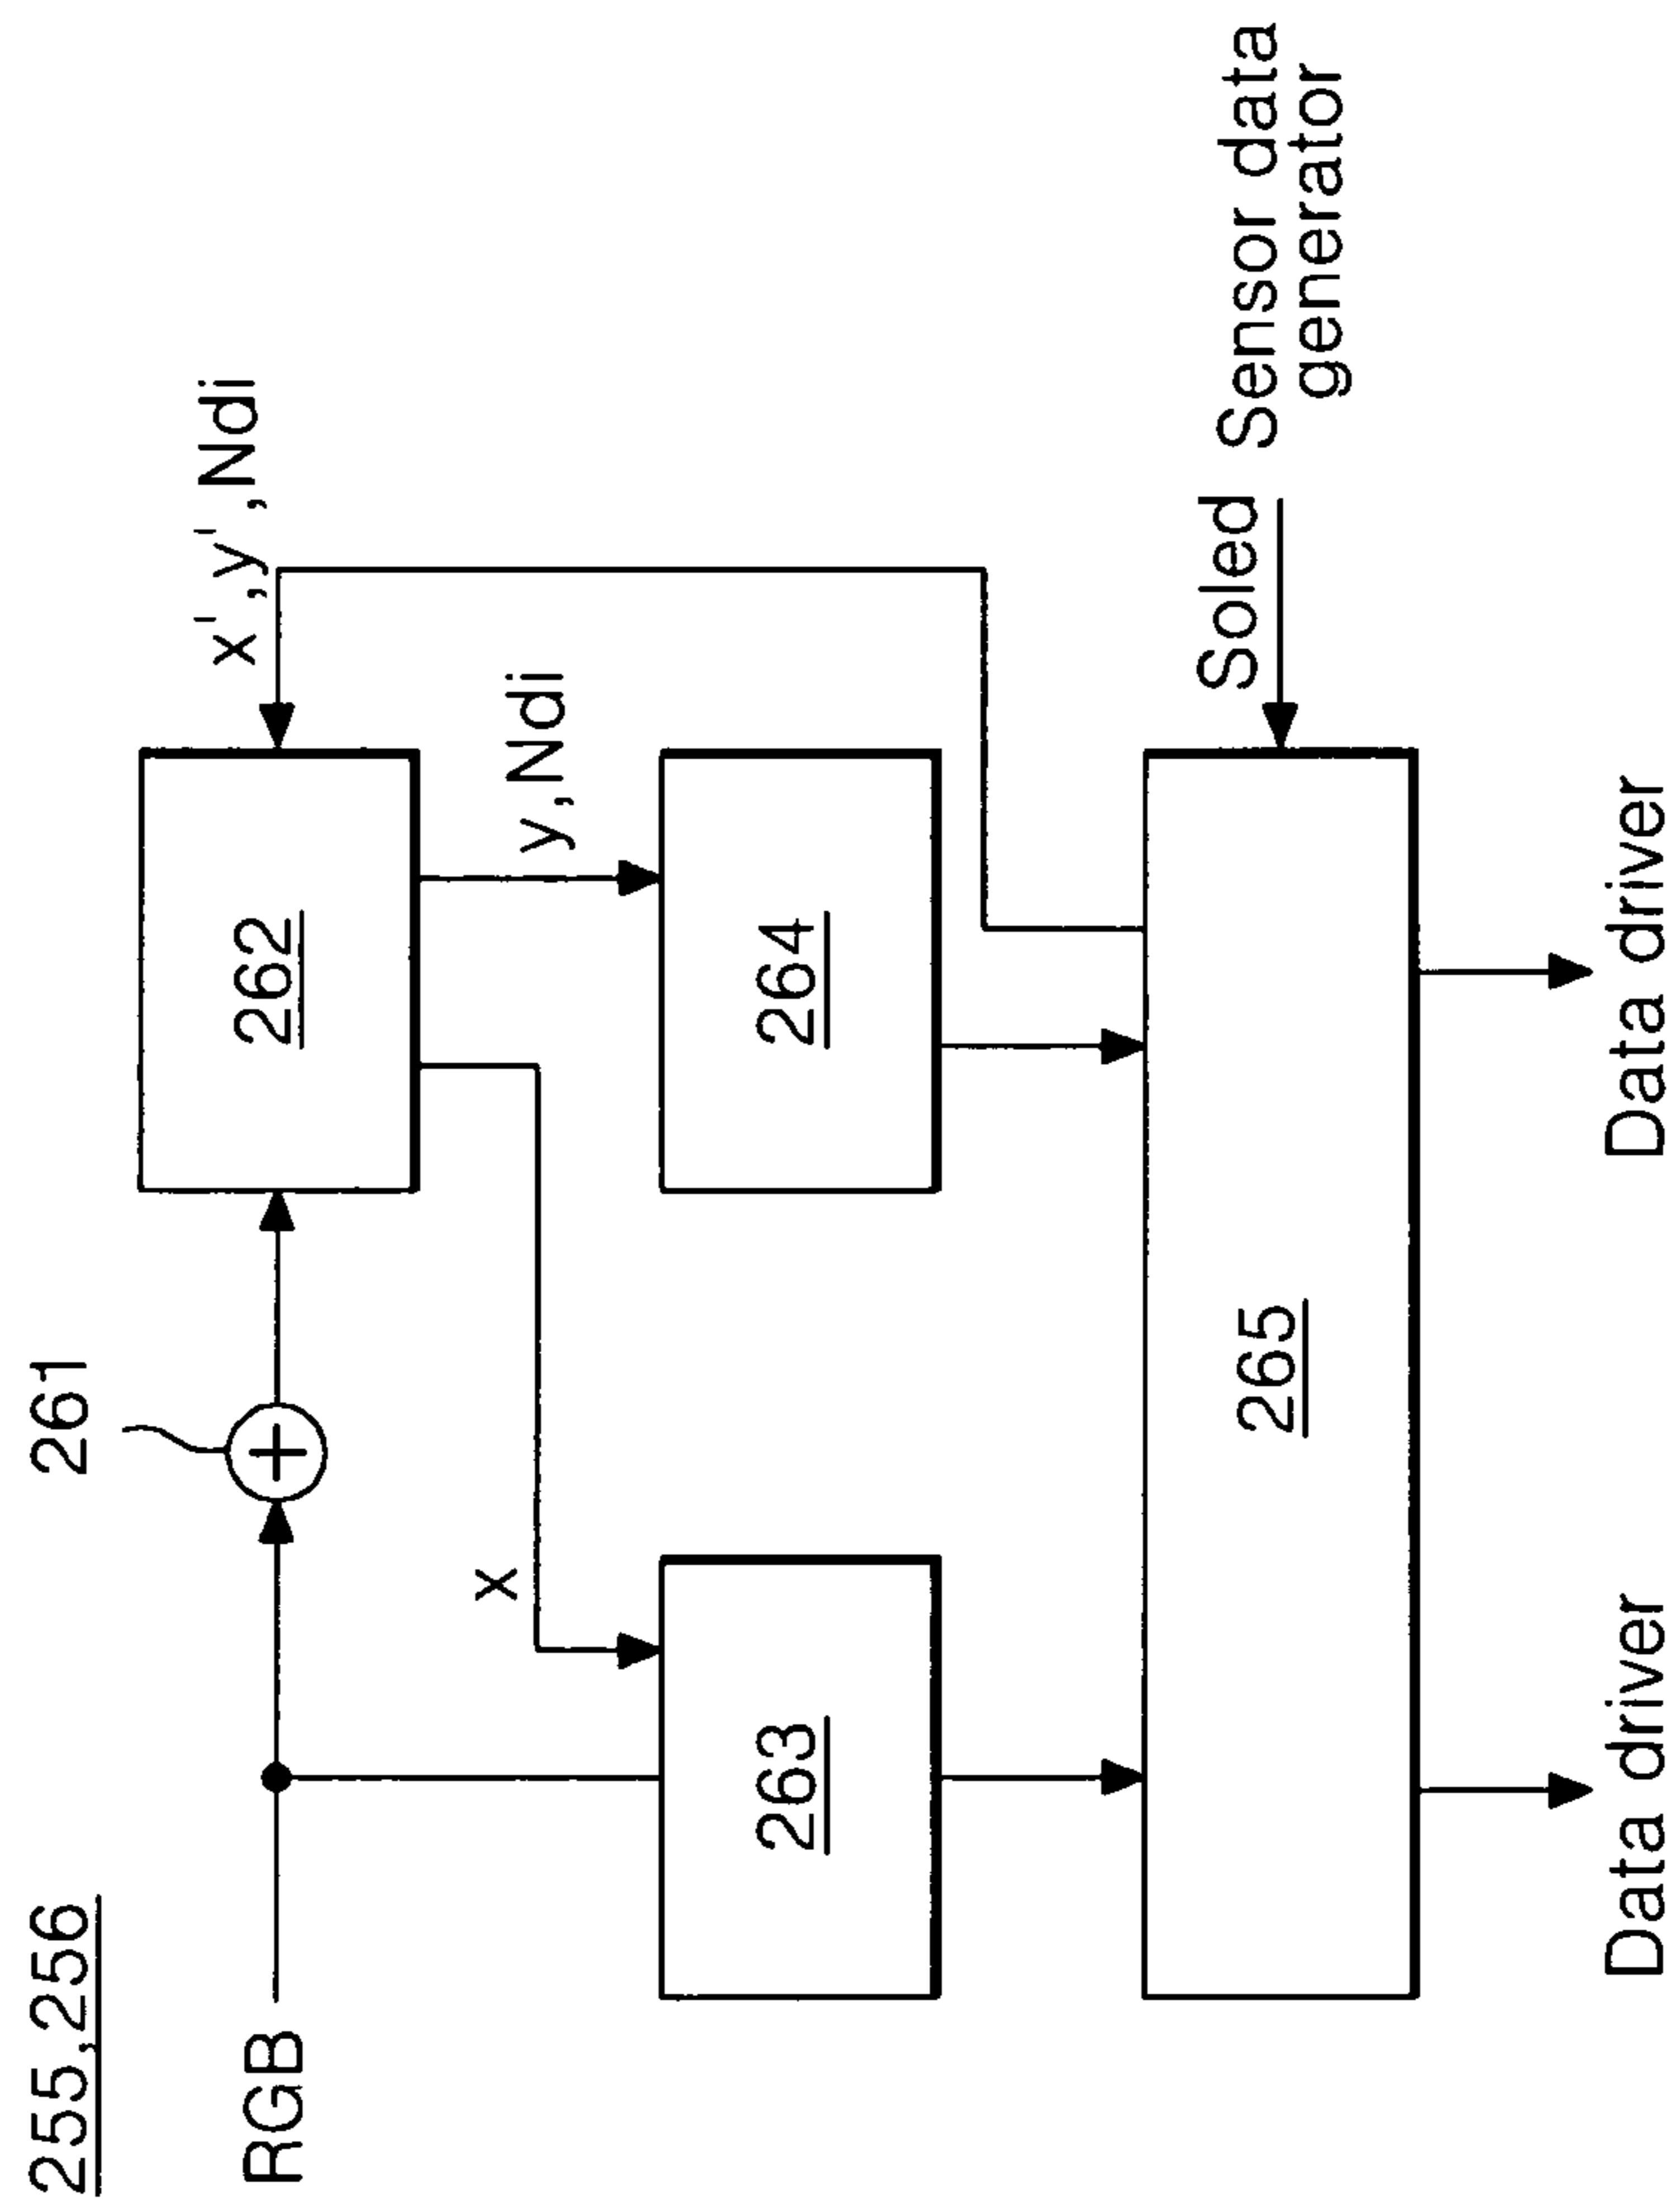 255,256
RGB
261
262
x',y',Ndi
x
y,Ndi
263
264
265
Soled
Sensor data
generator
Data driver
Data driver